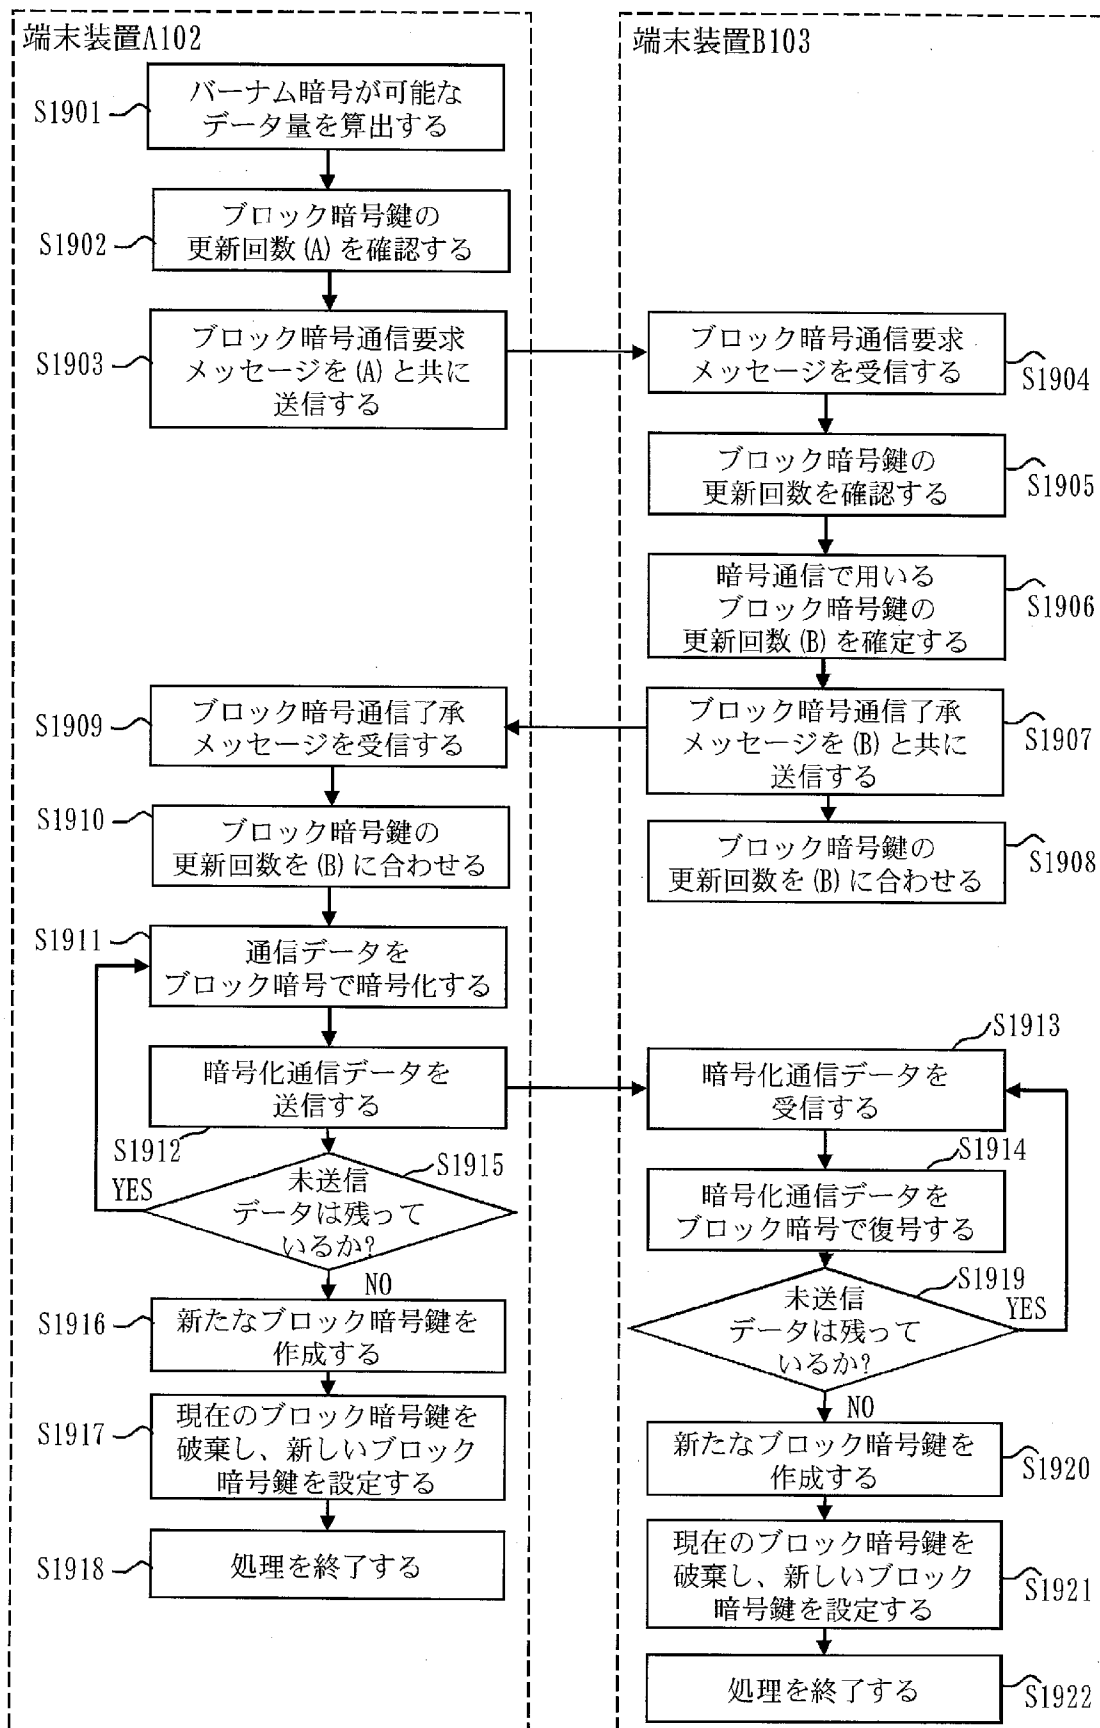 端末装置A102
S1901
バーナム暗号が可能な
データ量を算出する
S1902
ブロック暗号鍵の
更新回数(A)を確認する
S1903
ブロック暗号通信要求
メッセージを(A)と共に
送信する
S1909
ブロック暗号通信了承
メッセージを受信する
S1910
ブロック暗号鍵の
更新回数を(B)に合わせる
S1911
通信データを
ブロック暗号で暗号化する
暗号化通信データを
送信する
S1912
S1915
YES
未送信
データは残って
いるか?
NO
S1916
新たなブロック暗号鍵を
作成する
S1917
現在のブロック暗号鍵を
破棄し、新しいブロック
暗号鍵を設定する
S1918
処理を終了する
端末装置B103
ブロック暗号通信要求
メッセージを受信する
S1904
ブロック暗号鍵の
更新回数を確認する
S1905
暗号通信で用いる
ブロック暗号鍵の
更新回数(B)を確定する
S1906
ブロック暗号通信了承
メッセージを(B)と共に
送信する
S1907
ブロック暗号鍵の
更新回数を(B)に合わせる
S1908
S1913
暗号化通信データを
受信する
S1914
暗号化通信データを
ブロック暗号で復号する
S1919
未送信
データは残って
いるか?
YES
NO
新たなブロック暗号鍵を
作成する
S1920
現在のブロック暗号鍵を
破棄し、新しいブロック
暗号鍵を設定する
S1921
処理を終了する
S1922